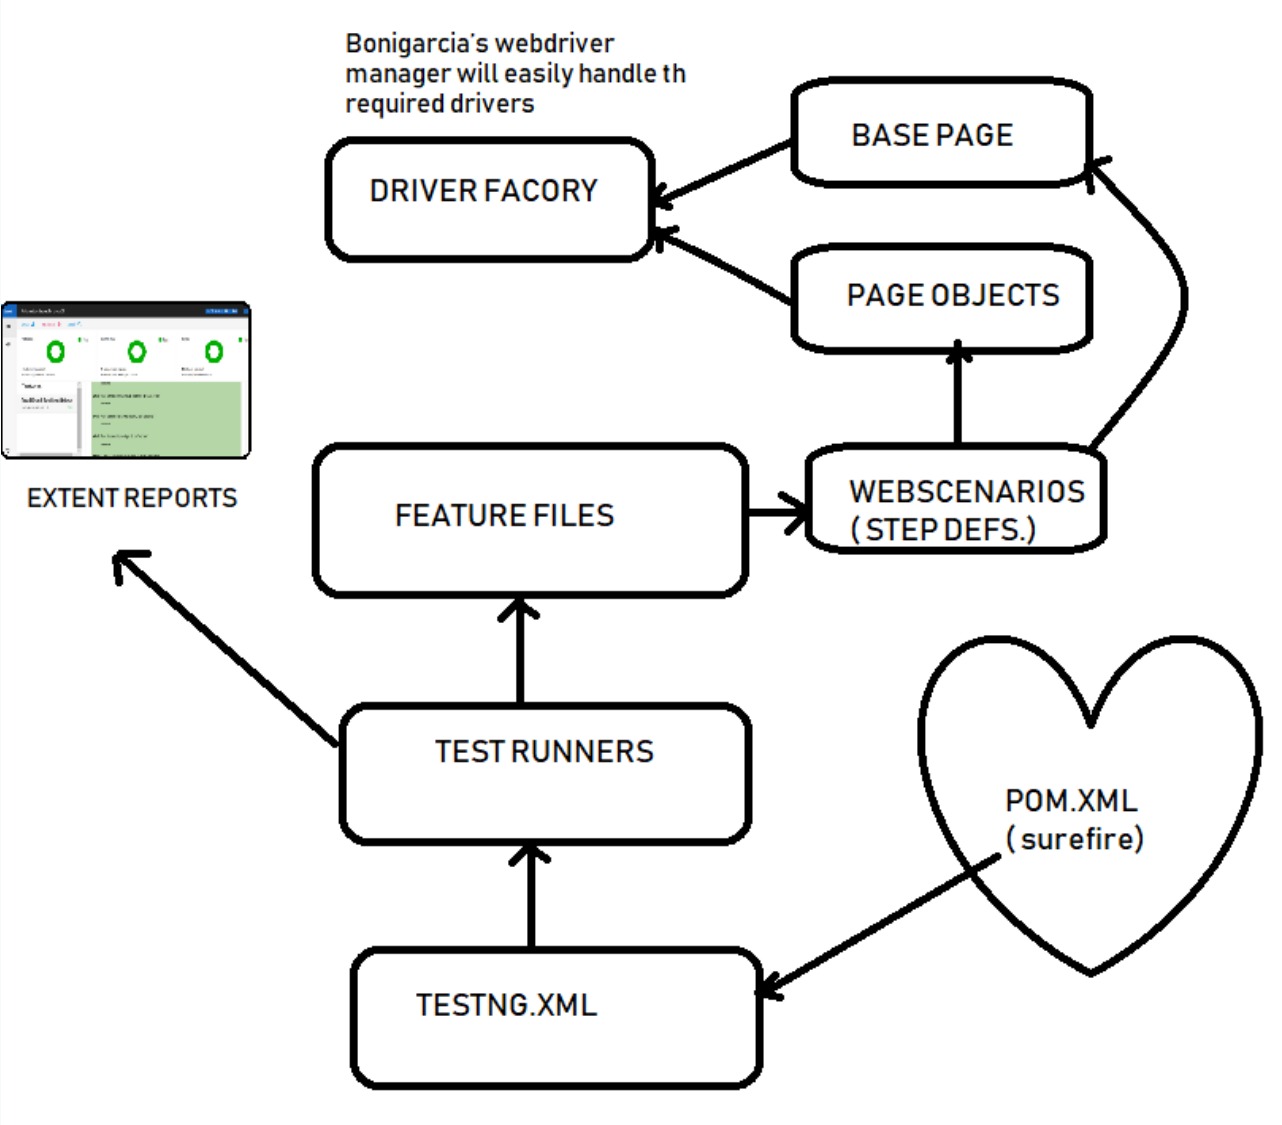 Bonigarcia's webdriver
manager will easily handle th
required drivers
BASE PAGE
DRIVER FACORY
PAGE OBJECTS
EXTENT REPORTS
FEATURE FILES
WEBSCENARIOS
( STEP DEFS.)
TEST RUNNERS
POM.XML
( surefire)
TESTNG.XML